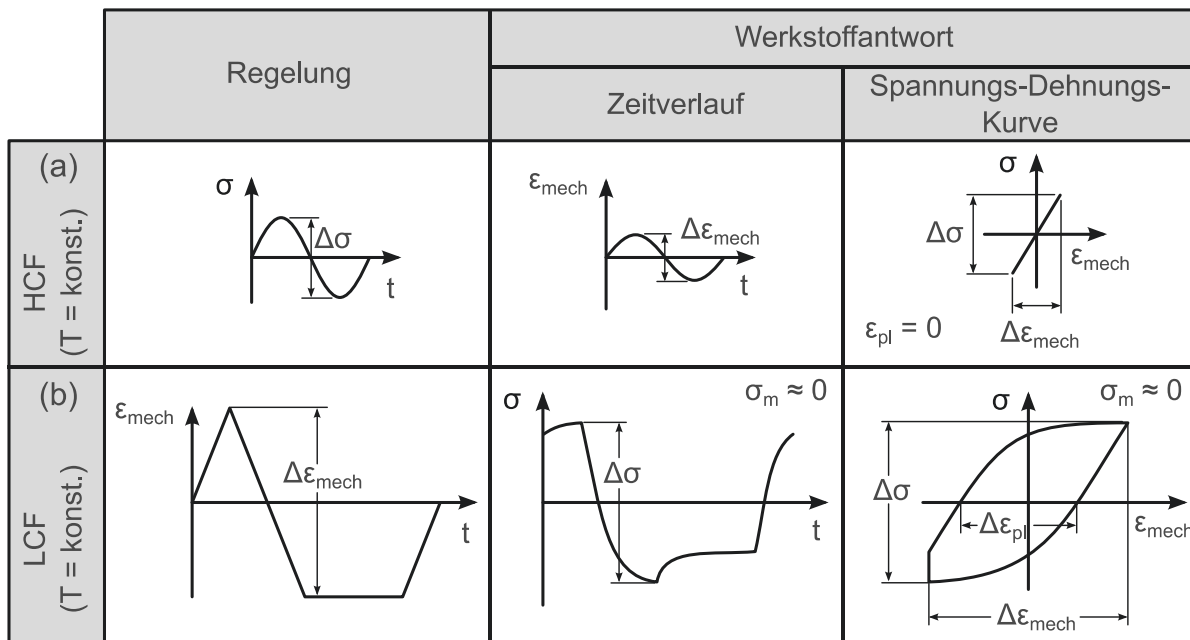 Regelung
Werkstoffantwort
Zeitverlauf
Spannungs-Dehnungs-
Kurve
(a)
HCF
(T = konst.)
σ
Δσ
t
εmech
Δεmech
t
σ
Δσ
εmech
εpl = 0
Δεmech
(b)
LCF
(T = konst.)
εmech
Δεmech
t
σ
σm ≈ 0
Δσ
t
σ
σm ≈ 0
Δσ
Δεpl
εmech
Δεmech